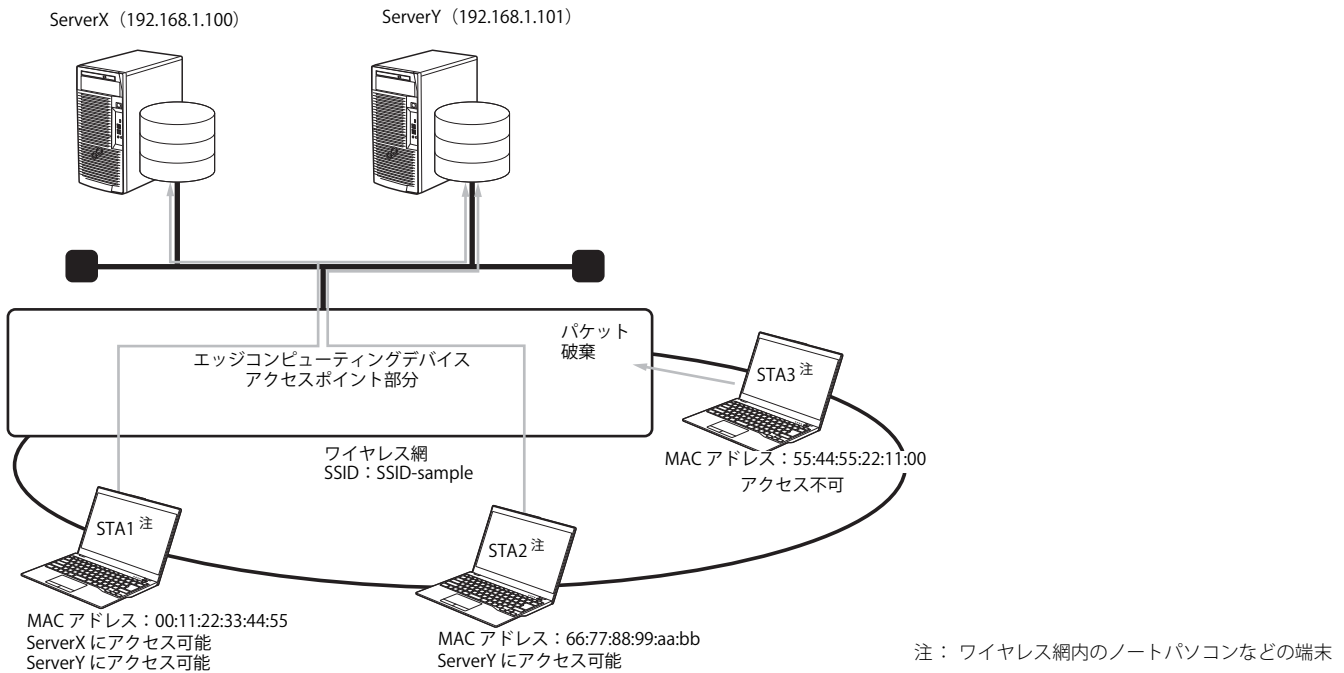 ServerX（192.168.1.100）
ServerY（192.168.1.101）
パケット
破棄
エッジコンピューティングデバイス
アクセスポイント部分
STA3 注
ワイヤレス網
SSID：SSID-sample
MAC アドレス：55:44:55:22:11:00
アクセス不可
STA1 注
STA2 注
MAC アドレス：00:11:22:33:44:55
ServerX にアクセス可能
ServerY にアクセス可能
MAC アドレス：66:77:88:99:aa:bb
ServerY にアクセス可能
注： ワイヤレス網内のノートパソコンなどの端末